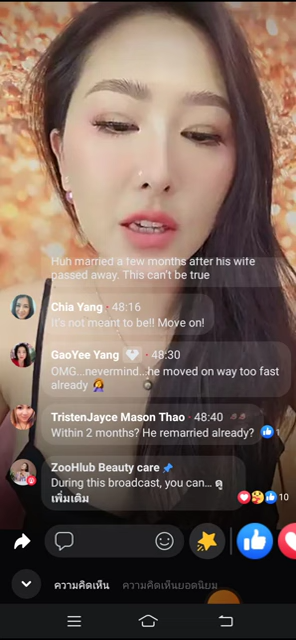 Huh married a few months after his wife
passed away. This can't be true
Chia Yang · 48:16
It's not meant to be!! Move on!
GaoYee Yang · 48:30
OMG...nevermind...he moved on way too fast
already 🤦‍♀️
TristenJayce Mason Thao · 48:40
Within 2 months? He remarried already?
ZooHlub Beauty care 📌
During this broadcast, you can... ดู
เพิ่มเติม
10
ความคิดเห็น ความคิดเห็นยอดนิยม